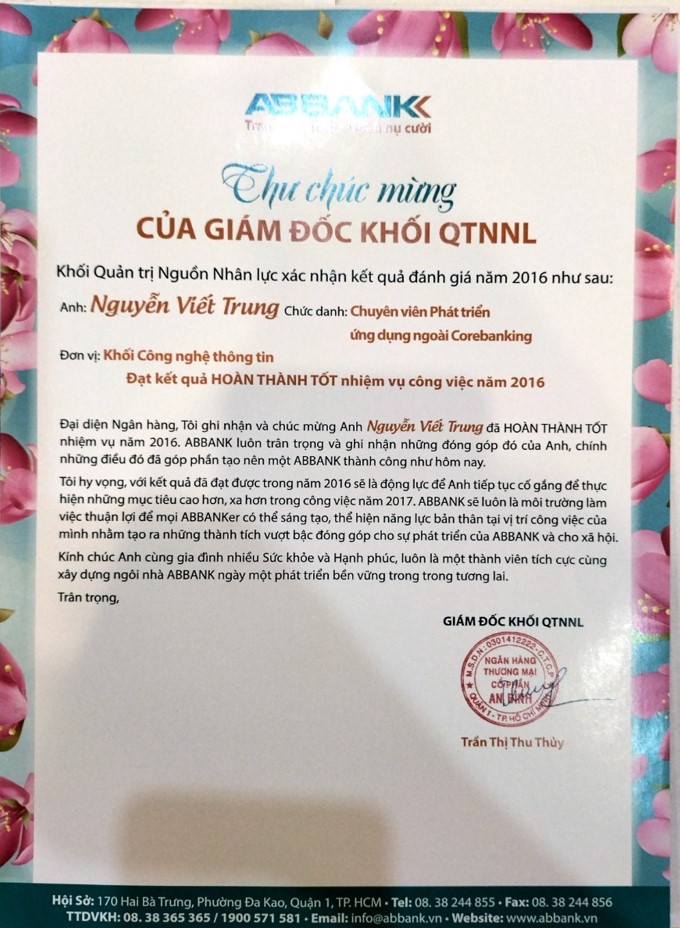 ABBANK
nụ cười
Thư chúc mừng
CỦA GIÁM ĐỐC KHỐI QTNNL
Khối Quản trị Nguồn Nhân lực xác nhận kết quả đánh giá năm 2016 như sau:
Anh: Nguyễn Viết Trung Chức danh: Chuyên viên Phát triển
ứng dụng ngoài Corebanking
Đơn vị: Khối Công nghệ thông tin
Đạt kết quả HOÀN THÀNH TỐT nhiệm vụ công việc năm 2016
Đại diện Ngân hàng, Tôi ghi nhận và chúc mừng Anh Nguyễn Viết Trung đã HOÀN THÀNH TỐT
nhiệm vụ năm 2016. ABBANK luôn trân trọng và ghi nhận những đóng góp đó của Anh, chính
những điều đó đã góp phần tạo nên một ABBANK thành công như hôm nay.
Tôi hy vọng, với kết quả đã đạt được trong năm 2016 sẽ là động lực để Anh tiếp tục cố gắng để thực
hiện những mục tiêu cao hơn, xa hơn trong công việc năm 2017. ABBANK sẽ luôn là môi trường làm
việc thuận lợi để mọi ABBANKer có thể sáng tạo, thể hiện năng lực bản thân tại vị trí công việc của
mình nhằm tạo ra những thành tích vượt bậc đóng góp cho sự phát triển của ABBANK và cho xã hội.
Kính chúc Anh cùng gia đình nhiều Sức khỏe và Hạnh phúc, luôn là một thành viên tích cực cùng
xây dựng ngôi nhà ABBANK ngày một phát triển bền vững trong trong tương lai.
Trân trọng,
GIÁM ĐỐC KHỐI QTNNL
M.S.D.N: 0301412222-C.T.C.P
NGÂN HÀNG
THƯƠNG MẠI
CỔ PHẦN
AN BÌNH
QUẬN 1 - TP. HỒ CHÍ MINH
Trần Thị Thu Thủy
Hội Sở: 170 Hai Bà Trưng, Phường Đa Kao, Quận 1, TP. HCM • Tel: 08. 38 244 855 • Fax: 08. 38 244 856
TTDVKH: 08. 38 365 365 / 1900 571 581 • Email: info@abbank.vn • Website: www.abbank.vn